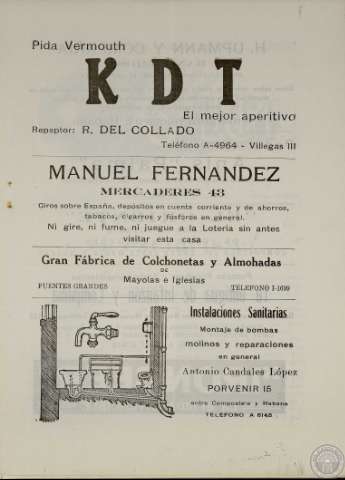 Pida Vermouth
KDT
El mejor aperitivo
Repeptor: R. DEL COLLADO
Teléfono A-4964 - Villegas 111
MANUEL FERNANDEZ
MERCADERES 43
Giros sobre España, depósitos en cuenta corriente y de ahorros,
tabacos, cigarros y fósforos en general.
Ni gire, ni fume, ni juegue a la Lotería sin antes
visitar esta casa
Gran Fábrica de Colchonetas y Almohadas
DE
Mayolas e Iglesias
FUENTES GRANDES
TELEFONO I-1099
Instalaciones Sanitarias
Montaje de bombas
molinos y reparaciones
en general
Antonio Candales López
PORVENIR 15
entre Compostela y Habana
TELEFONO A 6145